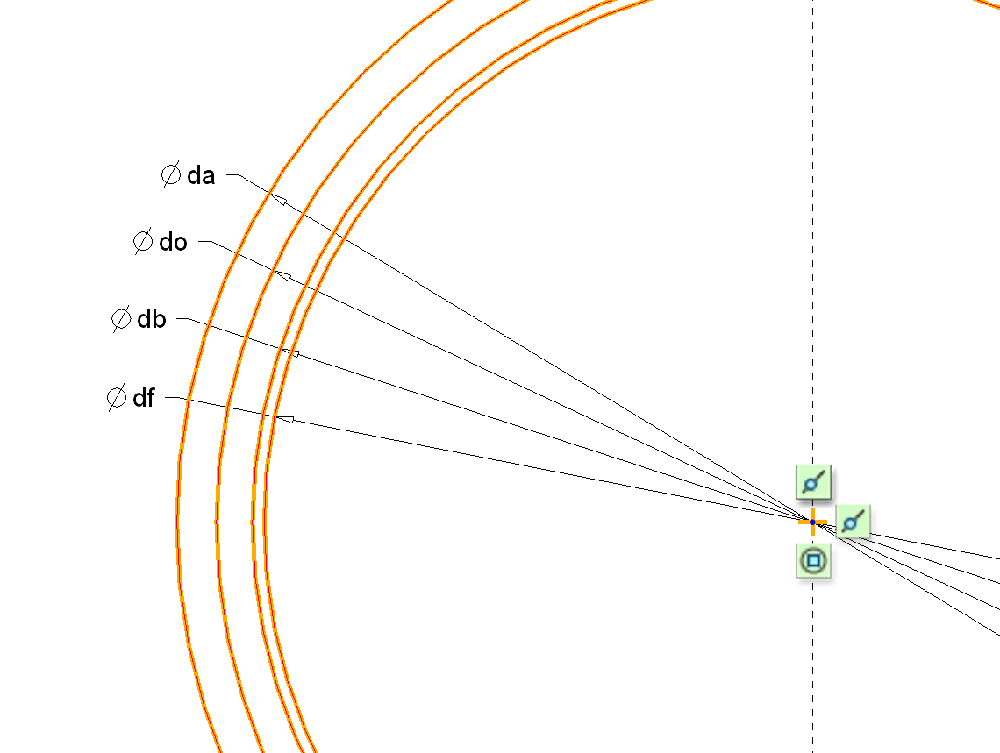 ∅ da
∅ do
∅ db
∅ df